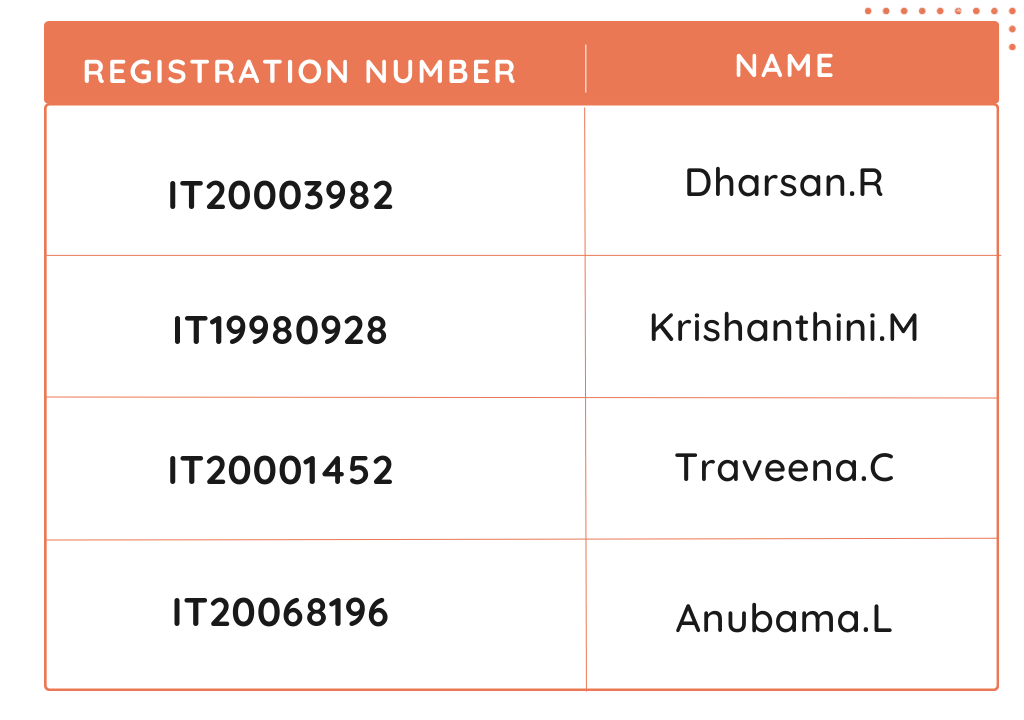 REGISTRATION NUMBER NAME
IT20003982 Dharsan.R
IT19980928 Krishanthini.M
IT20001452 Traveena.C
IT20068196 Anubama.L